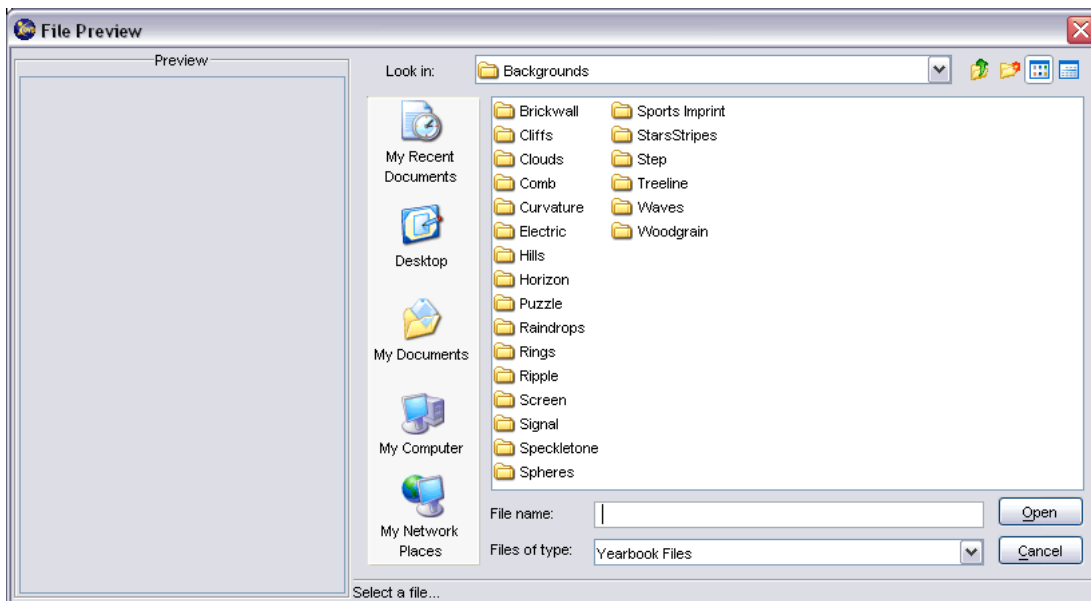 File Preview
Preview
Look in:
Backgrounds
My Recent
Documents
Desktop
My Documents
My Computer
My Network
Places
Brickwall
Cliffs
Clouds
Comb
Curvature
Electric
Hills
Horizon
Puzzle
Raindrops
Rings
Ripple
Screen
Signal
Speckletone
Spheres
Sports Imprint
StarsStripes
Step
Treeline
Waves
Woodgrain
File name:
Open
Files of type:
Yearbook Files
Cancel
Select a file...